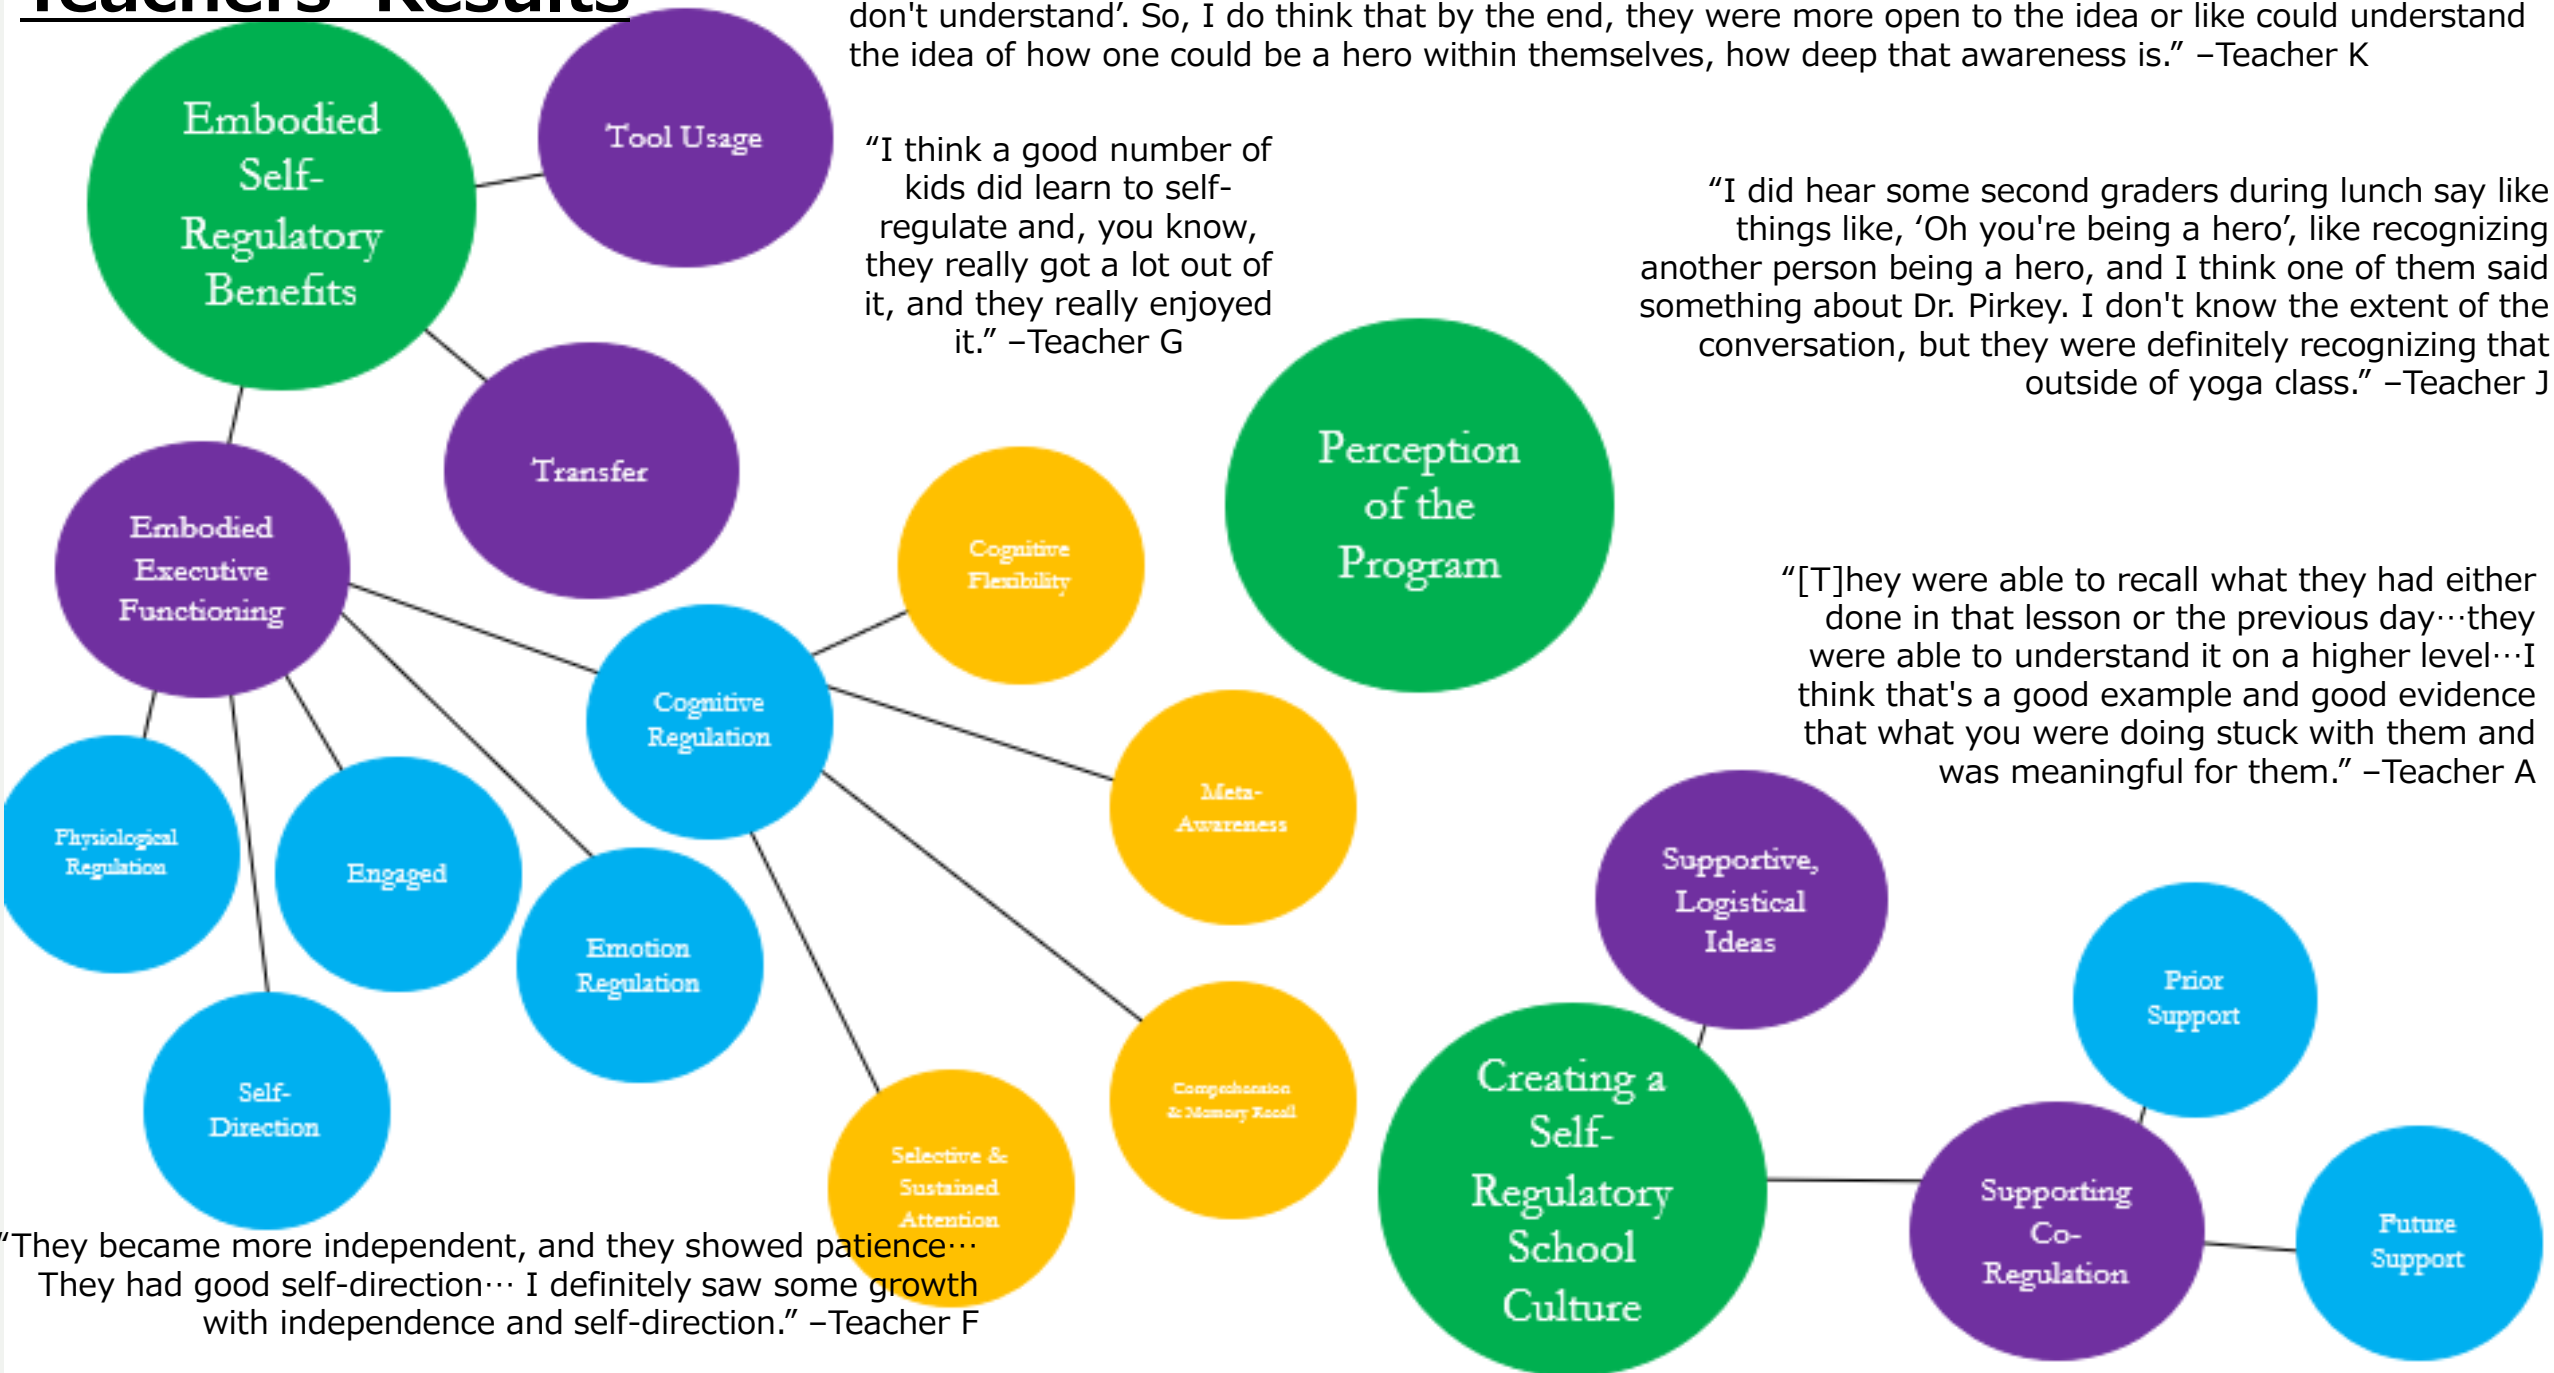 Teachers' Results
don't understand’. So, I do think that by the end, they were more open to the idea or like could understand
the idea of how one could be a hero within themselves, how deep that awareness is.” –Teacher K
Embodied
Self-
Regulatory
Benefits
Tool Usage
“I think a good number of
kids did learn to self-
regulate and, you know,
they really got a lot out of
it, and they really enjoyed
it.” –Teacher G
“I did hear some second graders during lunch say like
things like, ‘Oh you're being a hero’, like recognizing
another person being a hero, and I think one of them said
something about Dr. Pirkey. I don't know the extent of the
conversation, but they were definitely recognizing that
outside of yoga class.” –Teacher J
Transfer
Perception
of the
Program
Embodied
Executive
Functioning
Cognitive
Flexibility
“[T]hey were able to recall what they had either
done in that lesson or the previous day…they
were able to understand it on a higher level…I
think that's a good example and good evidence
that what you were doing stuck with them and
was meaningful for them.” –Teacher A
Cognitive
Regulation
Meta-
Awareness
Physiological
Regulation
Engaged
Emotion
Regulation
Supportive,
Logistical
Ideas
Prior
Support
Self-
Direction
Comprehension
& Memory Recall
Selective &
Sustained
Attention
Creating a
Self-
Regulatory
School
Culture
Supporting
Co-
Regulation
Future
Support
“They became more independent, and they showed patience…
They had good self-direction… I definitely saw some growth
with independence and self-direction.” –Teacher F